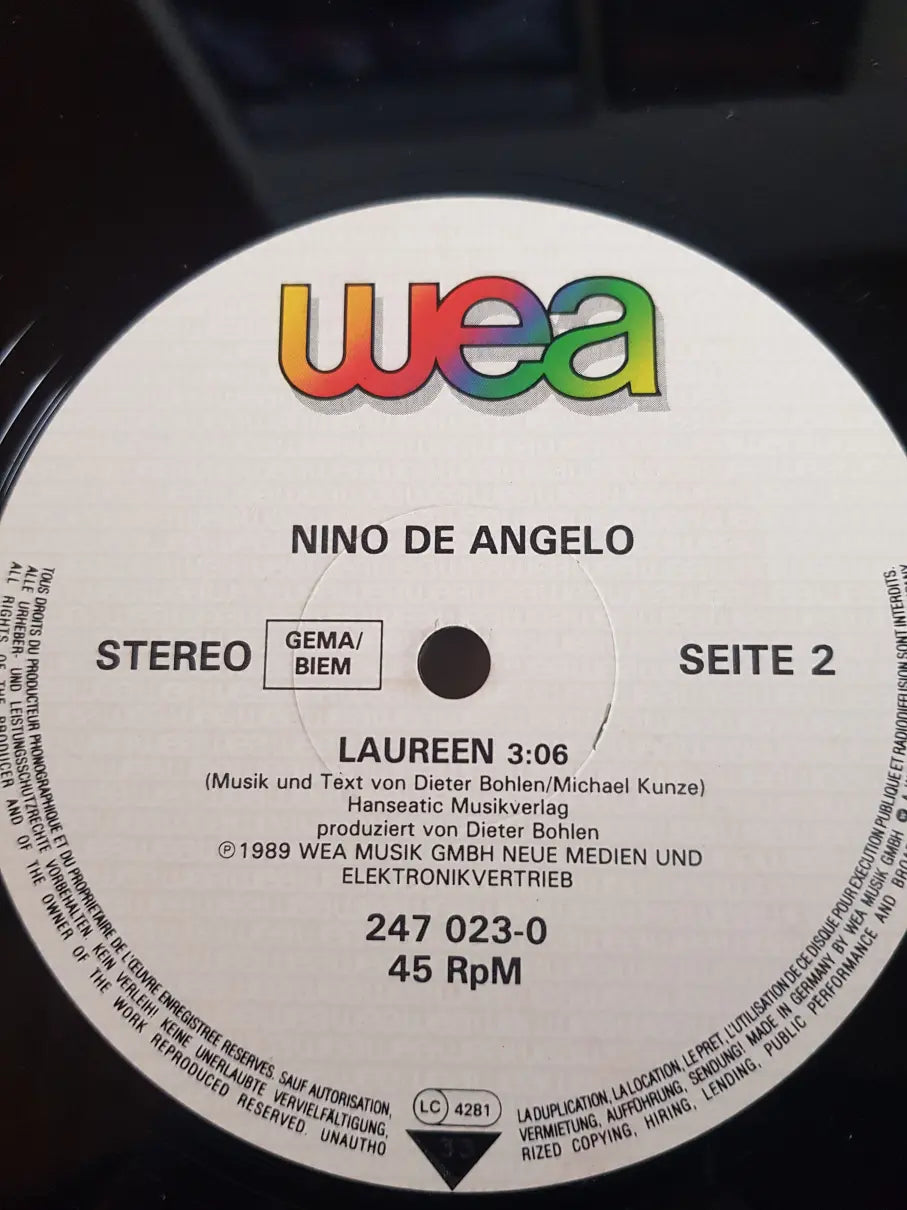 wea
NINO DE ANGELO
STEREO
GEMA/
BIEM
SEITE 2
LAUREEN 3:06
(Musik und Text von Dieter Bohlen/Michael Kunze)
Hanseatic Musikverlag
produziert von Dieter Bohlen
℗ 1989 WEA MUSIK GMBH NEUE MEDIEN UND
ELEKTRONIKVERTRIEB
247 023-0
45 RpM
TOUS DROITS DU PRODUCTEUR PHONOGRAPHIQUE ET DU PROPRIETAIRE DE L'ŒUVRE ENREGISTREE RESERVES. SAUF AUTORISATION,
ALLE URHEBER- UND LEISTUNGSSCHUTZRECHTE VORBEHALTEN. KEIN VERLEIH! KEINE UNERLAUBTE VERVIELFÄLTIGUNG,
ALL RIGHTS OF THE PRODUCER AND OF THE OWNER OF THE WORK REPRODUCED RESERVED. UNAUTHO
LC 4281
33
LA DUPLICATION, LA LOCATION, LE PRET, L'UTILISATION DE CE DISQUE POUR EXECUTION PUBLIQUE ET RADIODIFFUSION SONT INTERDITS.
VERMIETUNG, AUFFÜHRUNG, SENDUNG! MADE IN GERMANY BY WEA MUSIK GMBH
RIZED COPYING, HIRING, LENDING, PUBLIC PERFORMANCE AND